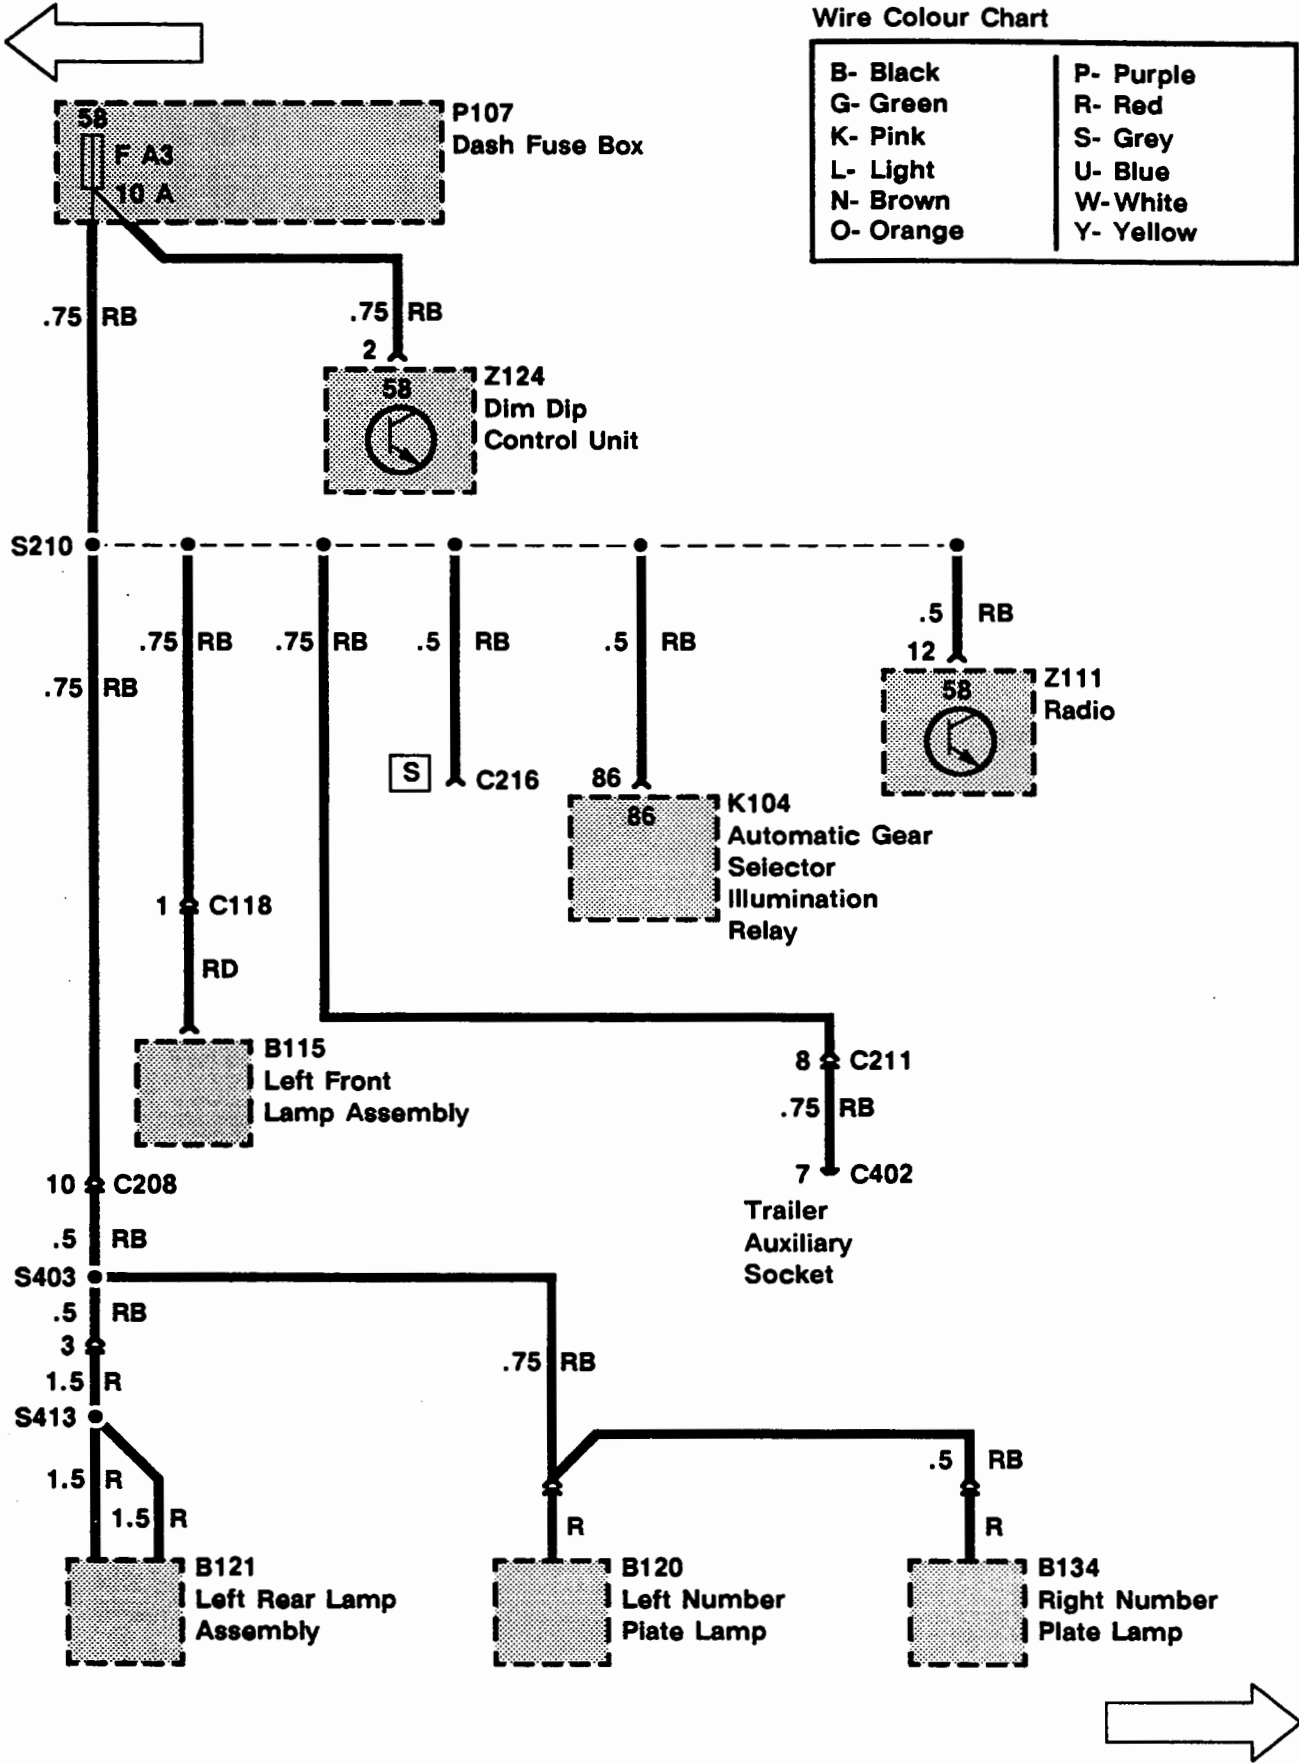 Wire Colour Chart
B- Black
G- Green
K- Pink
L- Light
N- Brown
O- Orange
P- Purple
R- Red
S- Grey
U- Blue
W- White
Y- Yellow
58
F A3
10 A
P107
Dash Fuse Box
.75 RB
.75 RB
2
58
Z124
Dim Dip
Control Unit
S210
.75 RB
.75 RB
.75 RB
.5 RB
.5 RB
.5 RB
12
58
Z111
Radio
S
C216
86
86
K104
Automatic Gear
Selector
Illumination
Relay
1 C118
RD
B115
Left Front
Lamp Assembly
8 C211
.75 RB
7 C402
Trailer
Auxiliary
Socket
10 C208
.5 RB
S403
.5 RB
3
1.5 R
S413
1.5 R
1.5 R
.75 RB
.5 RB
R
R
B121
Left Rear Lamp
Assembly
B120
Left Number
Plate Lamp
B134
Right Number
Plate Lamp